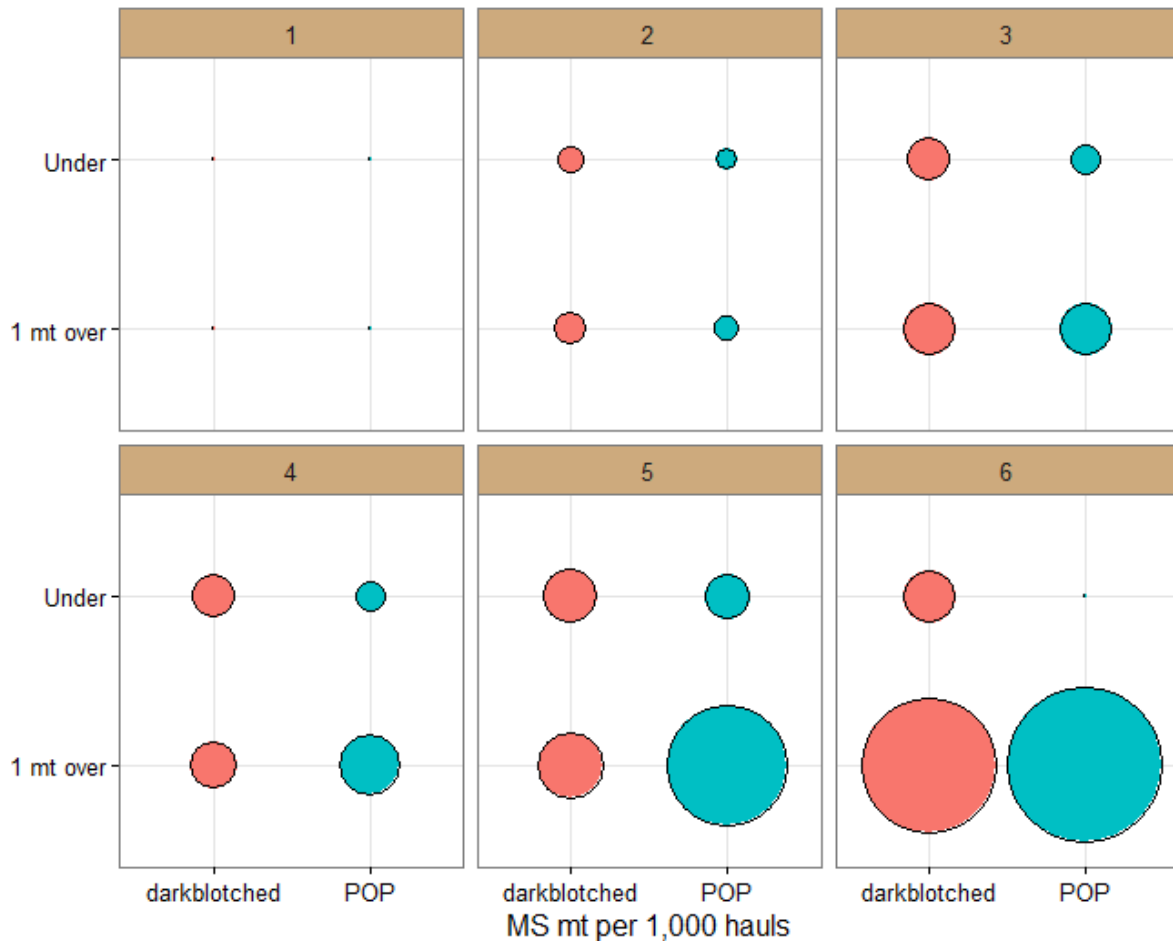 1 2 3
Under
1 mt over
4 5 6
Under
1 mt over
darkblotched POP darkblotched POP darkblotched POP
MS mt per 1,000 hauls